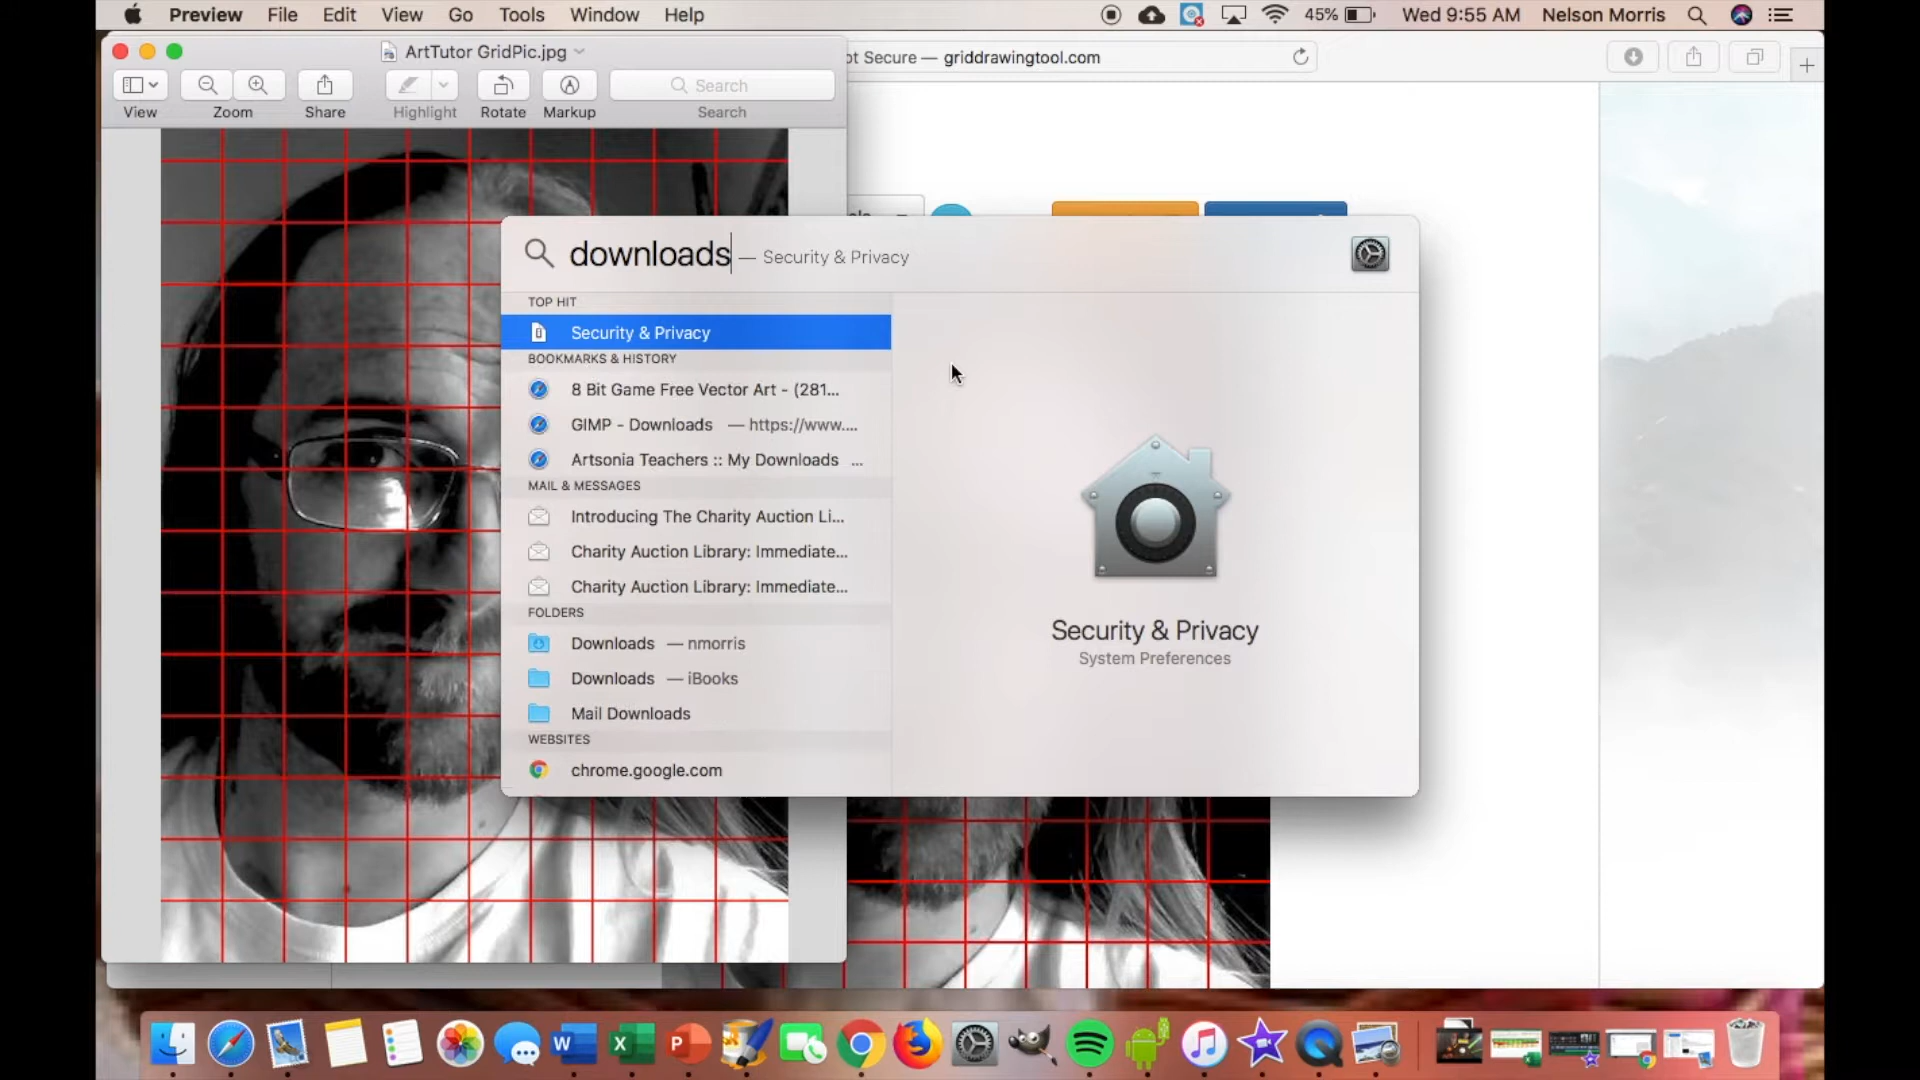 Preview File Edit View Go Tools Window Help 45% Wed 9:55 AM Nelson Morris
ArtTutor GridPic.jpg
ot Secure — griddrawingtool.com
Search
View Zoom Share Highlight Rotate Markup Search
downloads — Security & Privacy
TOP HIT
Security & Privacy
BOOKMARKS & HISTORY
8 Bit Game Free Vector Art - (281...
GIMP - Downloads — https://www....
Artsonia Teachers :: My Downloads ...
MAIL & MESSAGES
Introducing The Charity Auction Li...
Charity Auction Library: Immediate...
Charity Auction Library: Immediate...
FOLDERS
Downloads — nmorris
Downloads — iBooks
Mail Downloads
WEBSITES
chrome.google.com
Security & Privacy
System Preferences
W X P